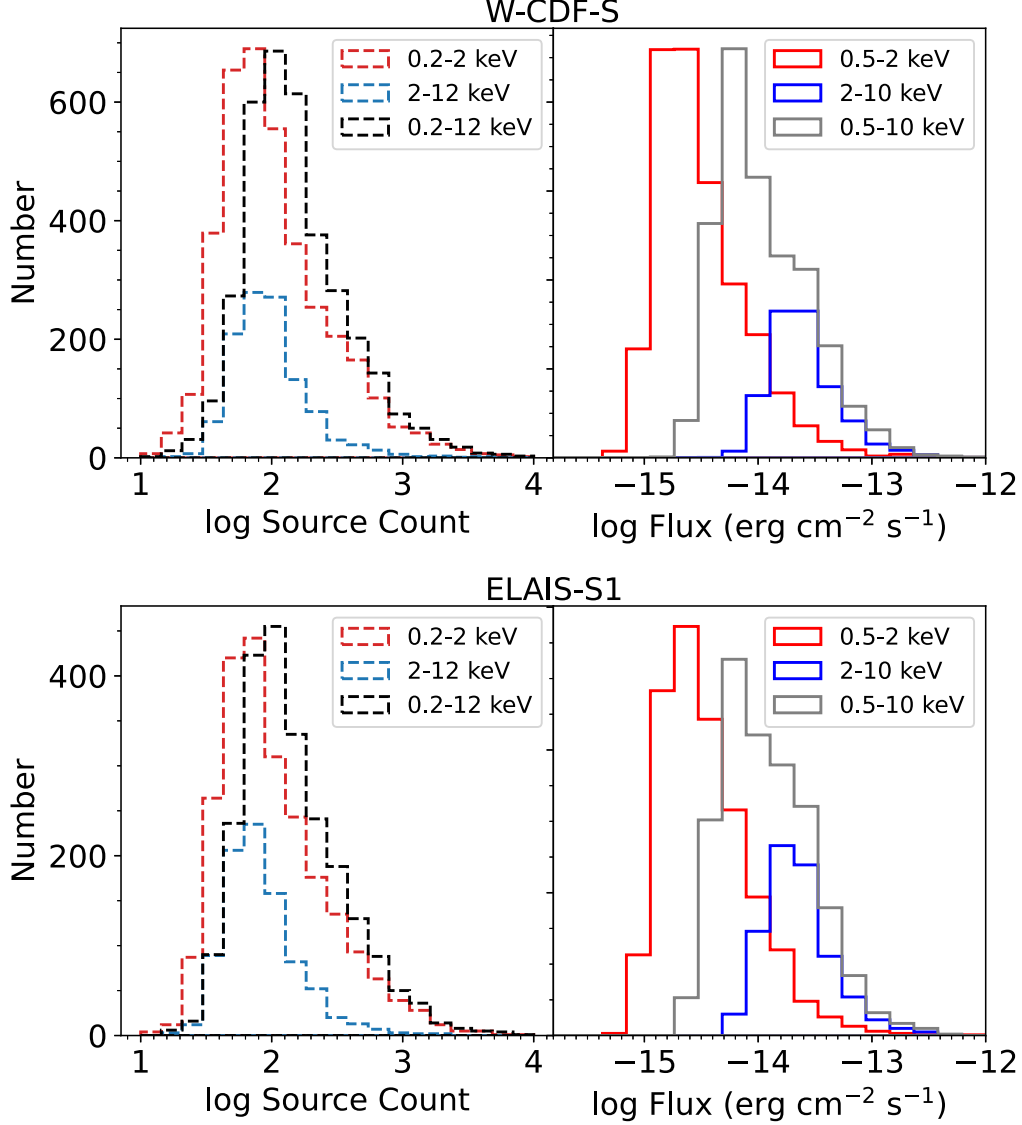 W-CDF-S
0.2-2 keV
2-12 keV
0.2-12 keV
0.5-2 keV
2-10 keV
0.5-10 keV
600
400
200
0
Number
1 2 3 4
log Source Count
−15 −14 −13 −12
log Flux (erg cm⁻² s⁻¹)
ELAIS-S1
0.2-2 keV
2-12 keV
0.2-12 keV
0.5-2 keV
2-10 keV
0.5-10 keV
400
200
0
Number
1 2 3 4
log Source Count
−15 −14 −13 −12
log Flux (erg cm⁻² s⁻¹)